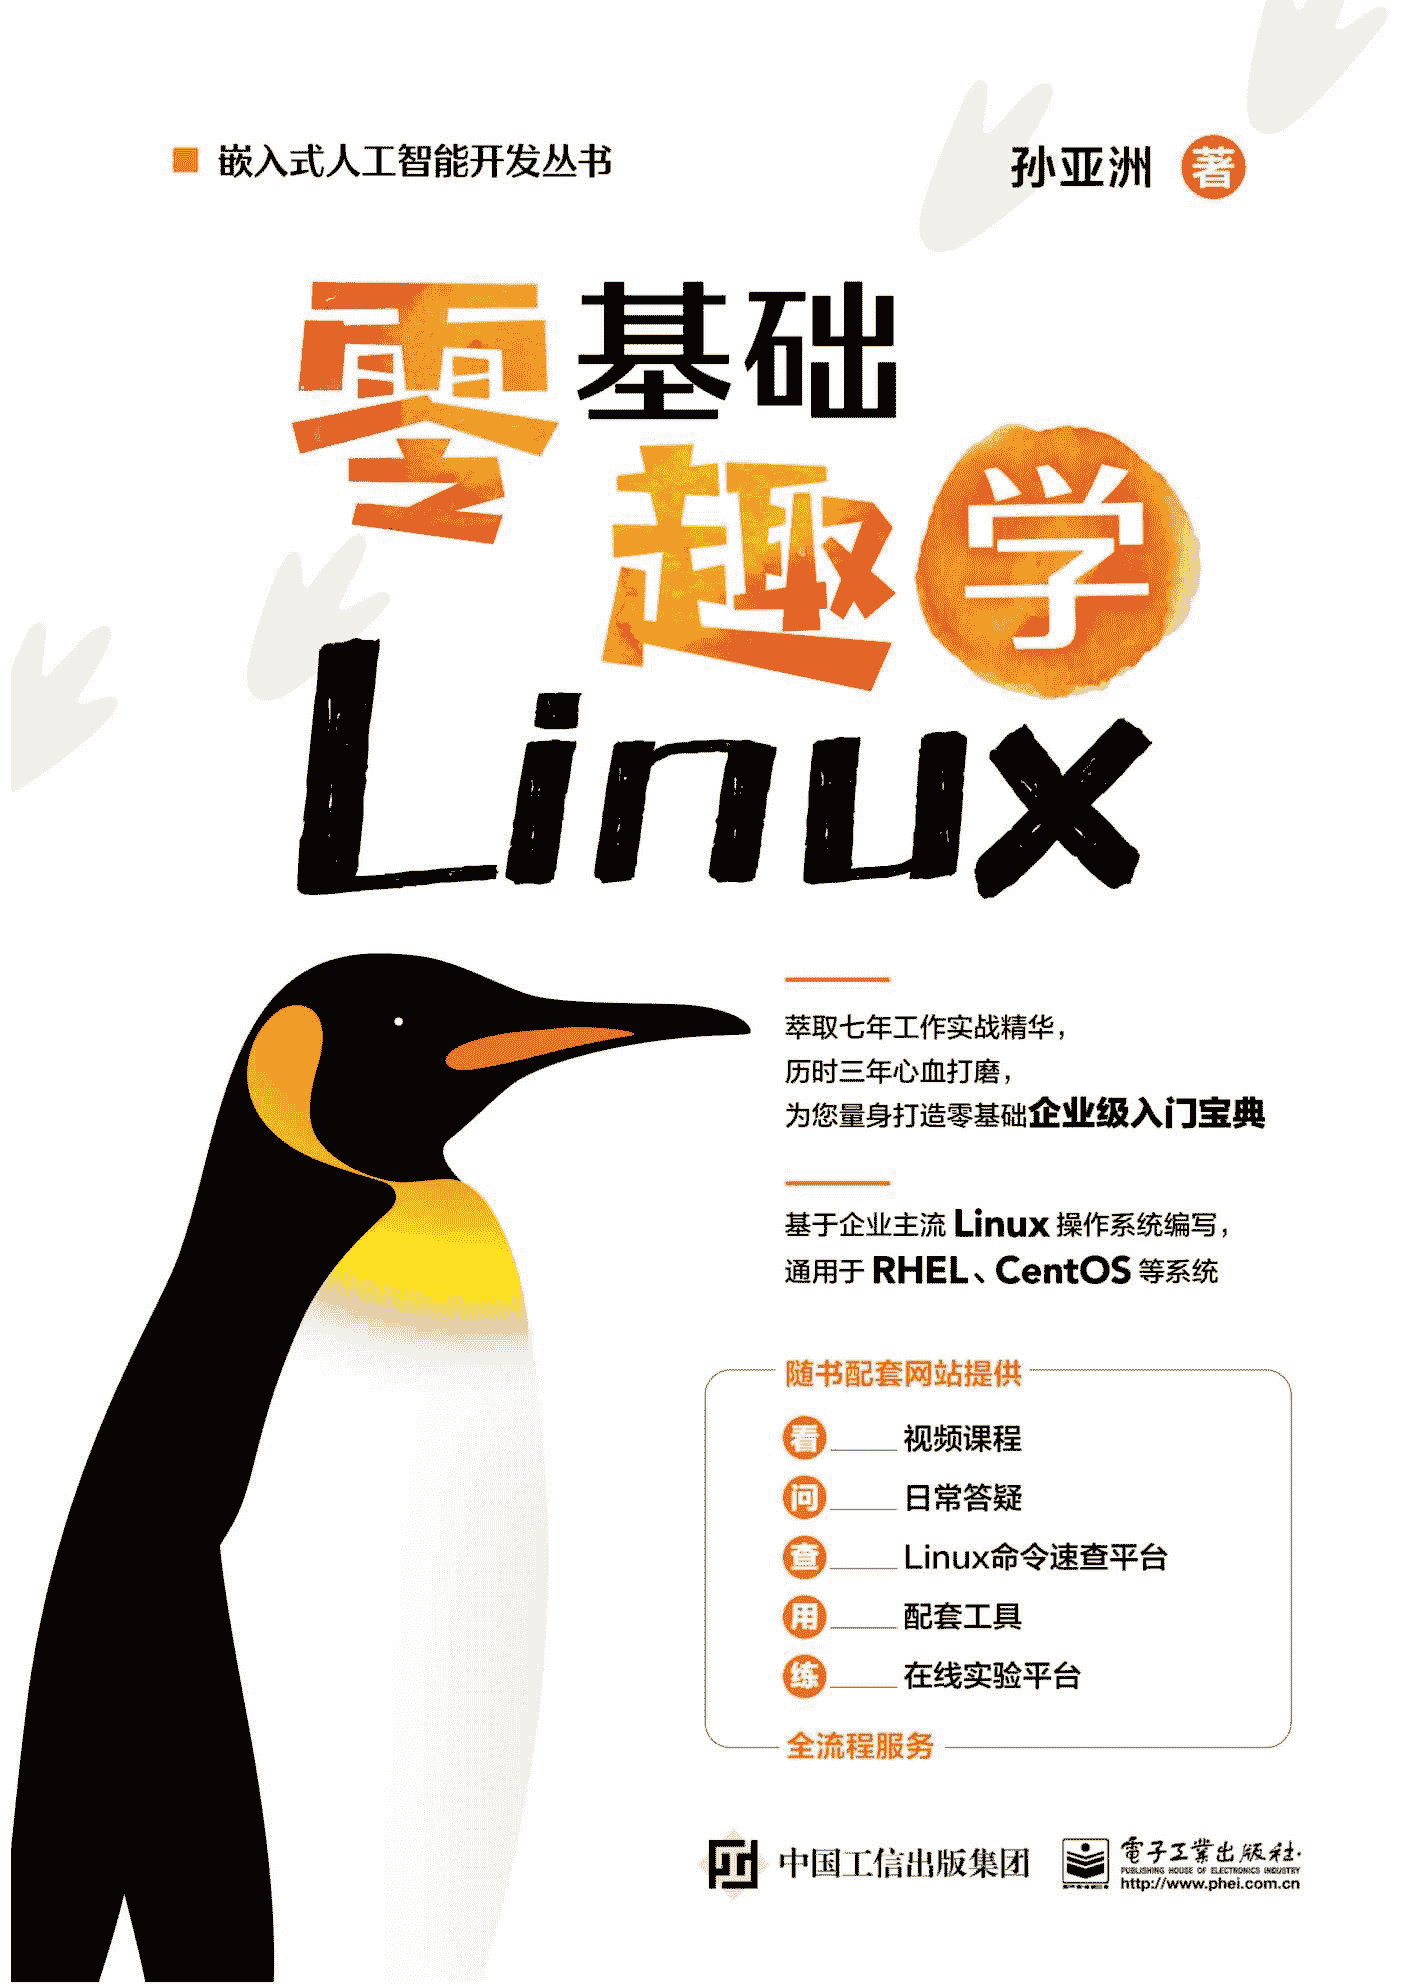 嵌入式人工智能开发丛书
孙亚洲 著
零基础
趣学
Linux
萃取七年工作实战精华，
历时三年心血打磨，
为您量身打造零基础企业级入门宝典
基于企业主流 Linux 操作系统编写，
通用于 RHEL、CentOS 等系统
随书配套网站提供
看 视频课程
问 日常答疑
查 Linux命令速查平台
用 配套工具
练 在线实验平台
全流程服务
中国工信出版集团
電子工業出版社
PUBLISHING HOUSE OF ELECTRONICS INDUSTRY
http://www.phei.com.cn